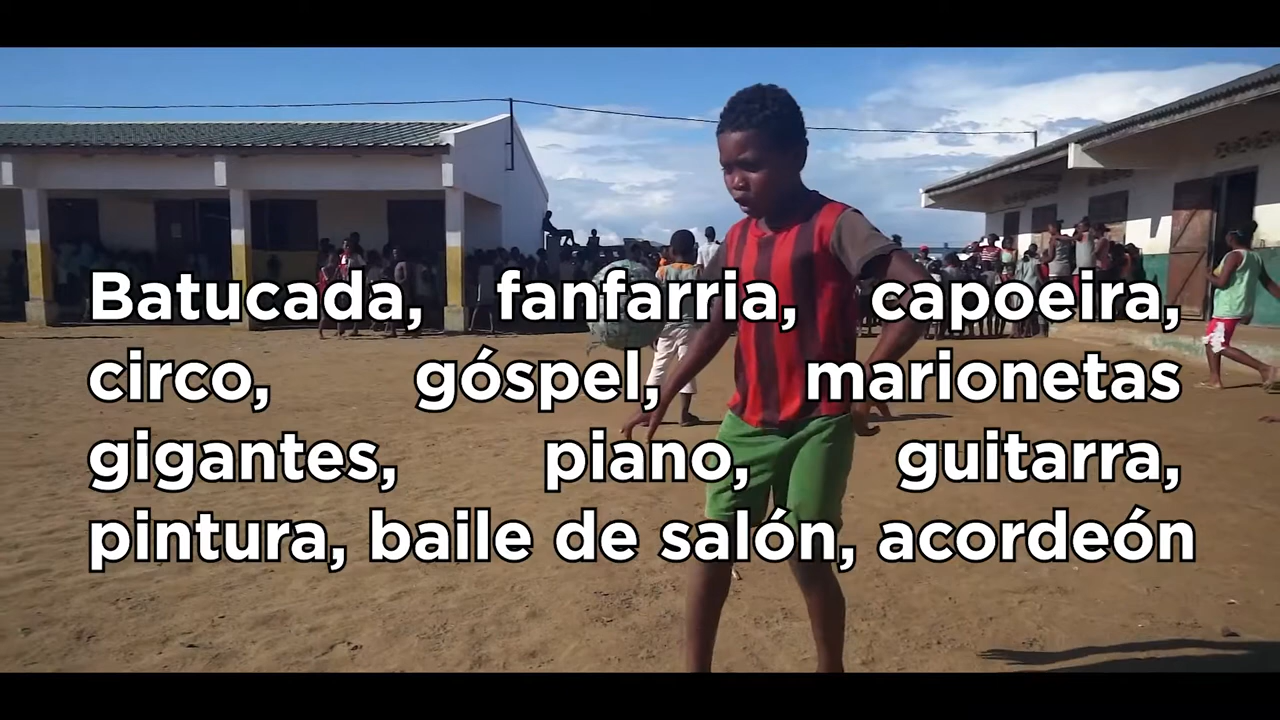 Batucada, fanfarria, capoeira,
circo, góspel, marionetas
gigantes, piano, guitarra,
pintura, baile de salón, acordeón